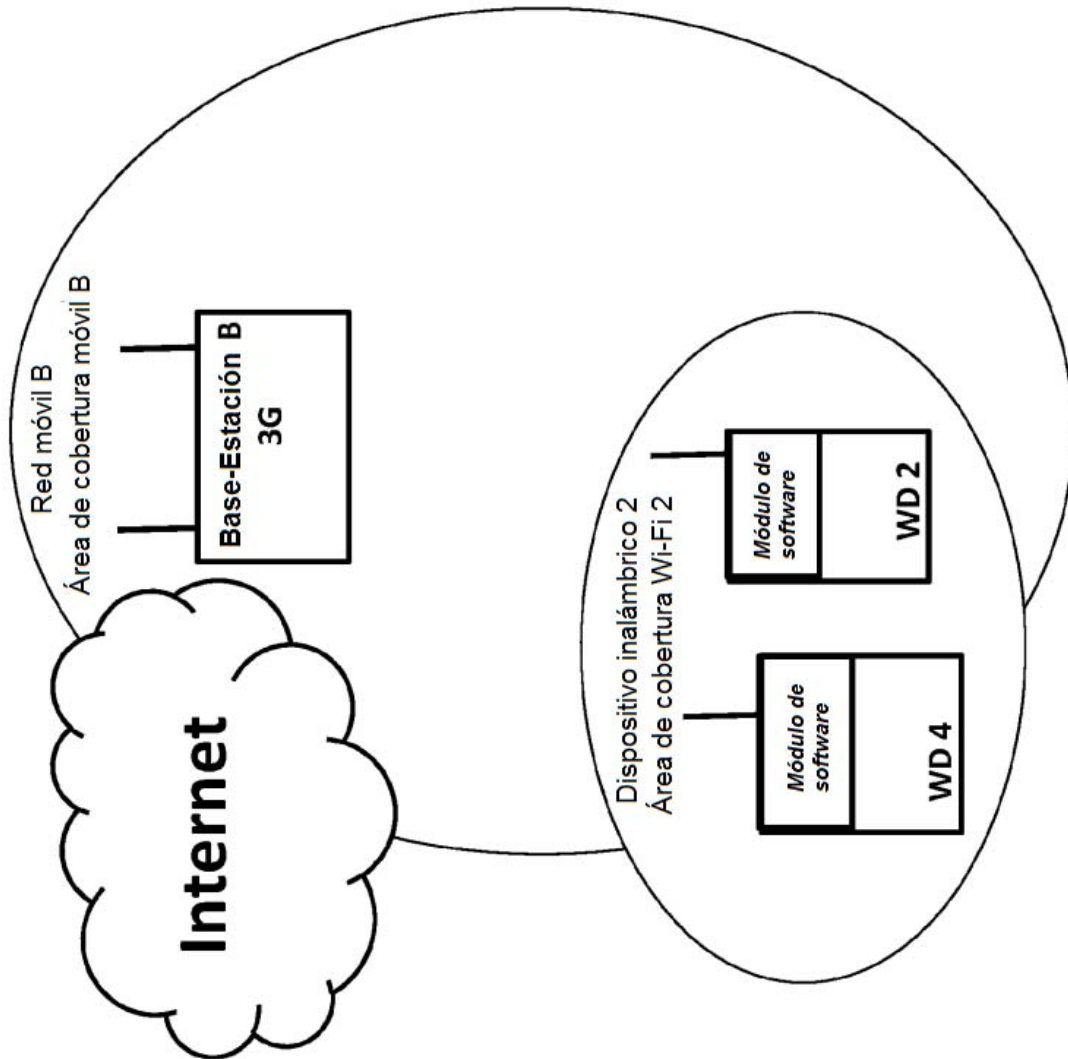 Internet
Red móvil B
Área de cobertura móvil B
Base-Estación B
3G
Dispositivo inalámbrico 2
Área de cobertura Wi-Fi 2
Módulo de
software
WD 4
Módulo de
software
WD 2